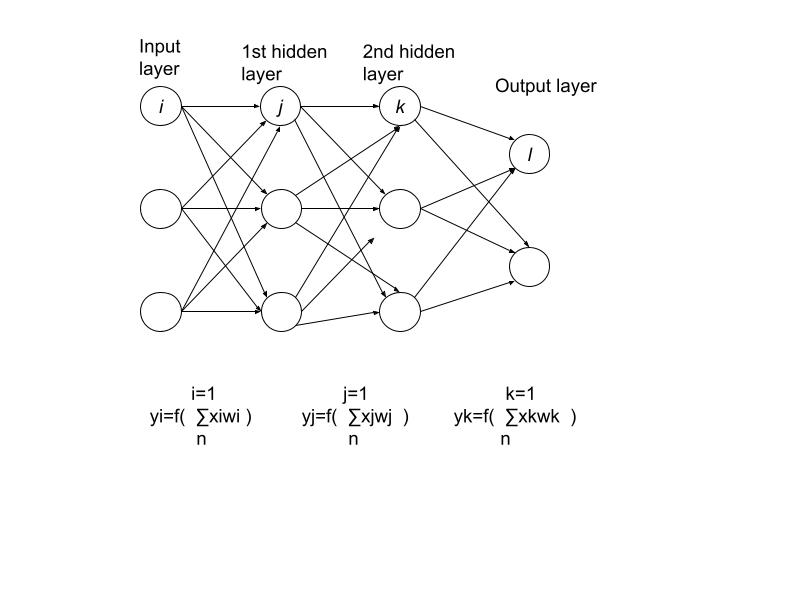 Input
layer
1st hidden
layer
2nd hidden
layer
Output layer
i
j
k
l
i=1
yi=f( ∑xiwi )
n
j=1
yj=f( ∑xjwj )
n
k=1
yk=f( ∑xkwk )
n